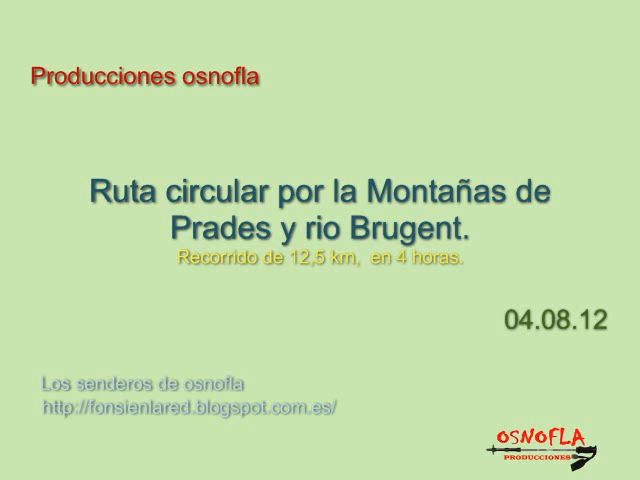 Producciones osnofla
Ruta circular por la Montañas de
Prades y rio Brugent.
Recorrido de 12,5 km, en 4 horas.
04.08.12
Los senderos de osnofla
http://fonsienlared.blogspot.com.es/
OSNOFLA
PRODUCCIONES